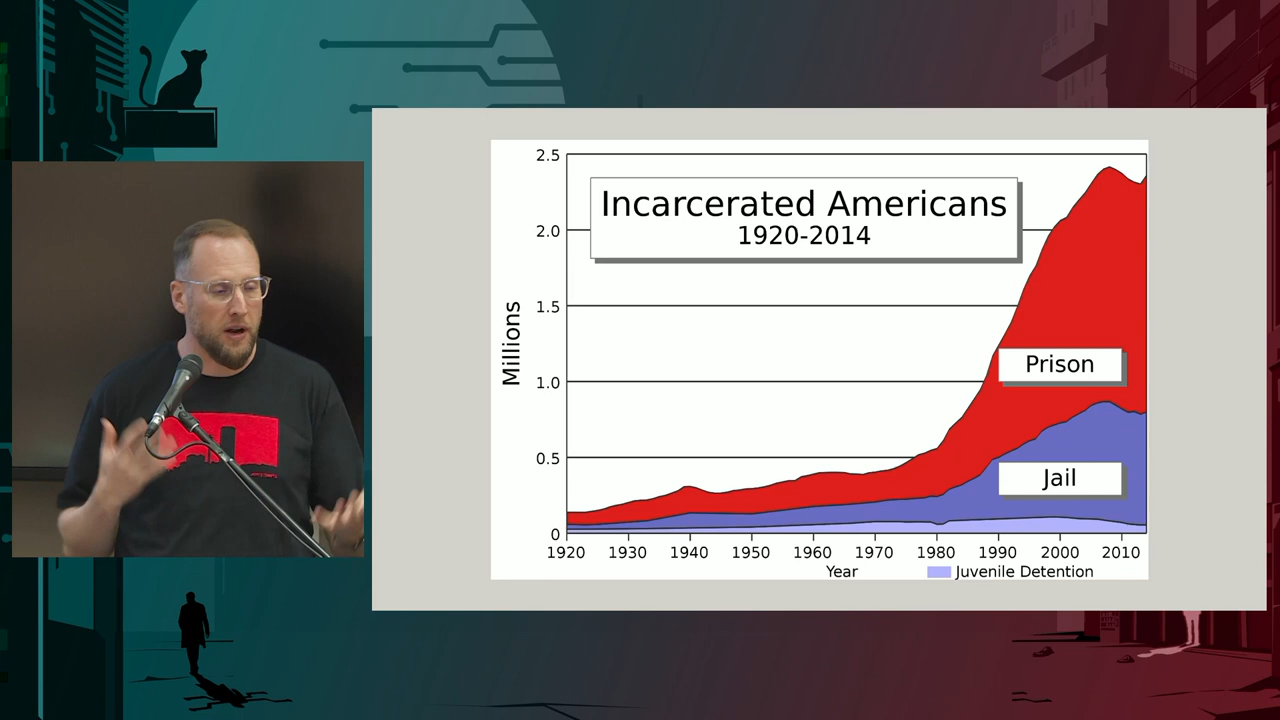 Incarcerated Americans
1920-2014
2.5
2.0
1.5
1.0
0.5
0
Millions
Prison
Jail
1920 1930 1940 1950 1960 1970 1980 1990 2000 2010
Year
Juvenile Detention